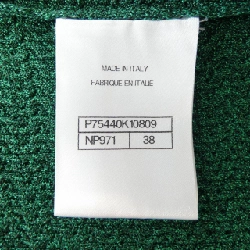 MADE IN ITALY
FABRIQUE EN ITALIE
P75440K10809
NP971 38